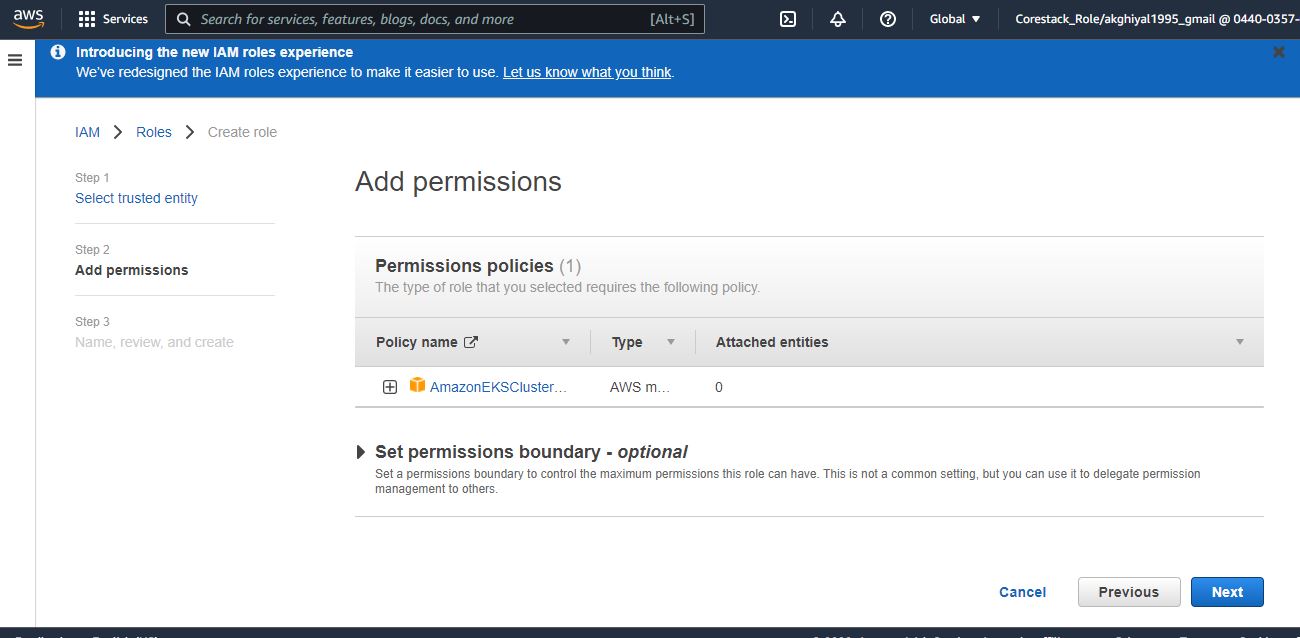 aws Services Search for services, features, blogs, docs, and more [Alt+S] Global Corestack_Role/akghiyal1995_gmail @ 0440-0357-
Introducing the new IAM roles experience
We've redesigned the IAM roles experience to make it easier to use. Let us know what you think.
IAM Roles Create role
Step 1
Select trusted entity
Step 2
Add permissions
Step 3
Name, review, and create
Add permissions
Permissions policies (1)
The type of role that you selected requires the following policy.
Policy name Type Attached entities
AmazonEKSCluster... AWS m... 0
Set permissions boundary - optional
Set a permissions boundary to control the maximum permissions this role can have. This is not a common setting, but you can use it to delegate permission
management to others.
Cancel Previous Next